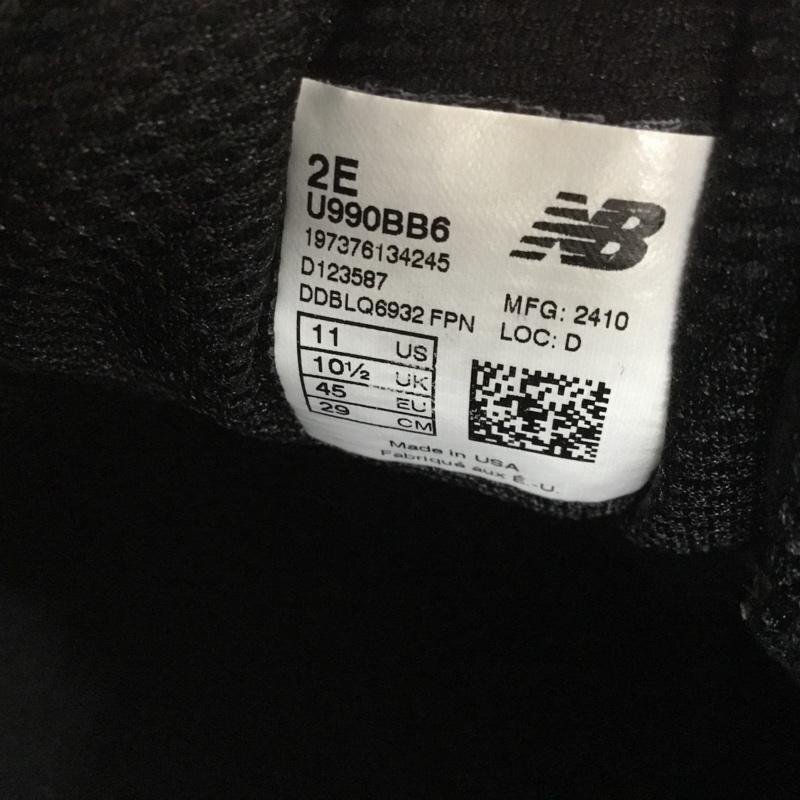 2E
U990BB6
197376134245
D123587
DDBLQ6932 FPN
NB
MFG: 2410
LOC: D
11 US
10½ UK
45 EU
29 CM
Made in USA
Fabriqué aux É.-U.